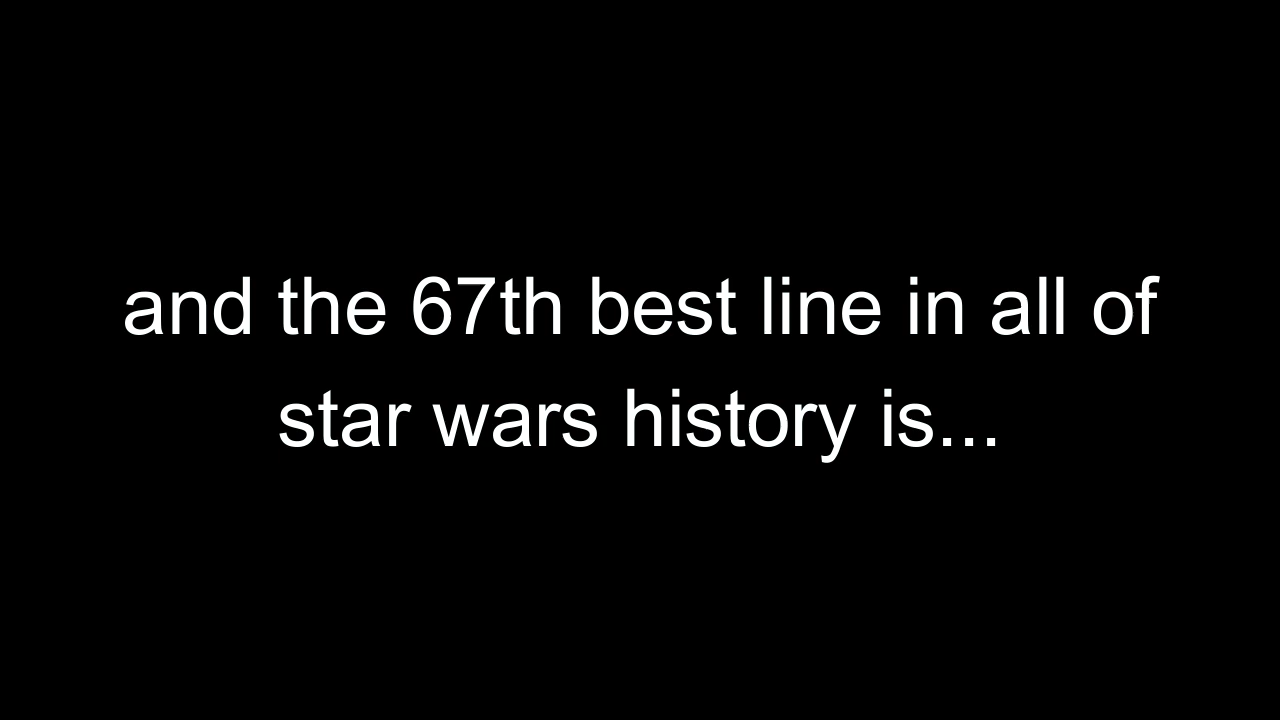 and the 67th best line in all of
star wars history is...